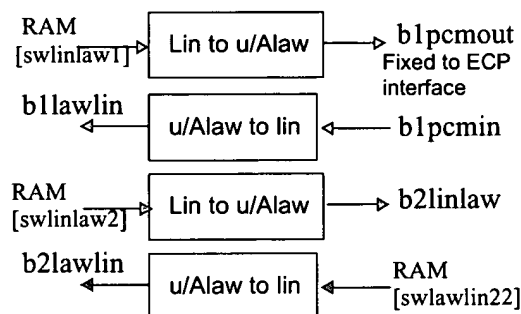 RAM
[swlinlaw1]
Lin to u/Alaw
b1pcmout
Fixed to ECP
interface
b1lawlin
u/Alaw to lin
b1pcmin
RAM
[swlinlaw2]
Lin to u/Alaw
b2linlaw
b2lawlin
u/Alaw to lin
RAM
[swlawlin22]